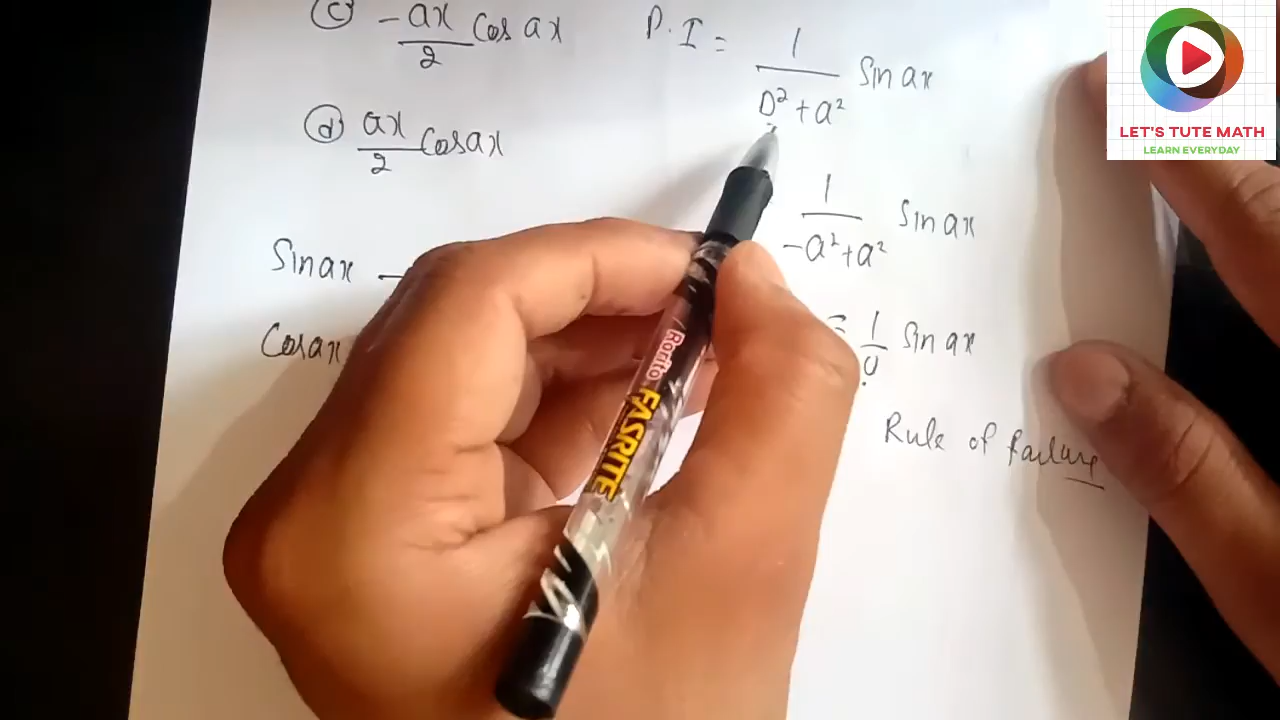 (c) -ax/2 Cos ax
(d) ax/2 Cos ax
Sin ax -
Cos ax
P.I = 1/(D²+a²) Sin ax
1/(-a²+a²) Sin ax
= 1/0 Sin ax
Rule of failure
LET'S TUTE MATH
LEARN EVERYDAY
Rorito
FASRITE